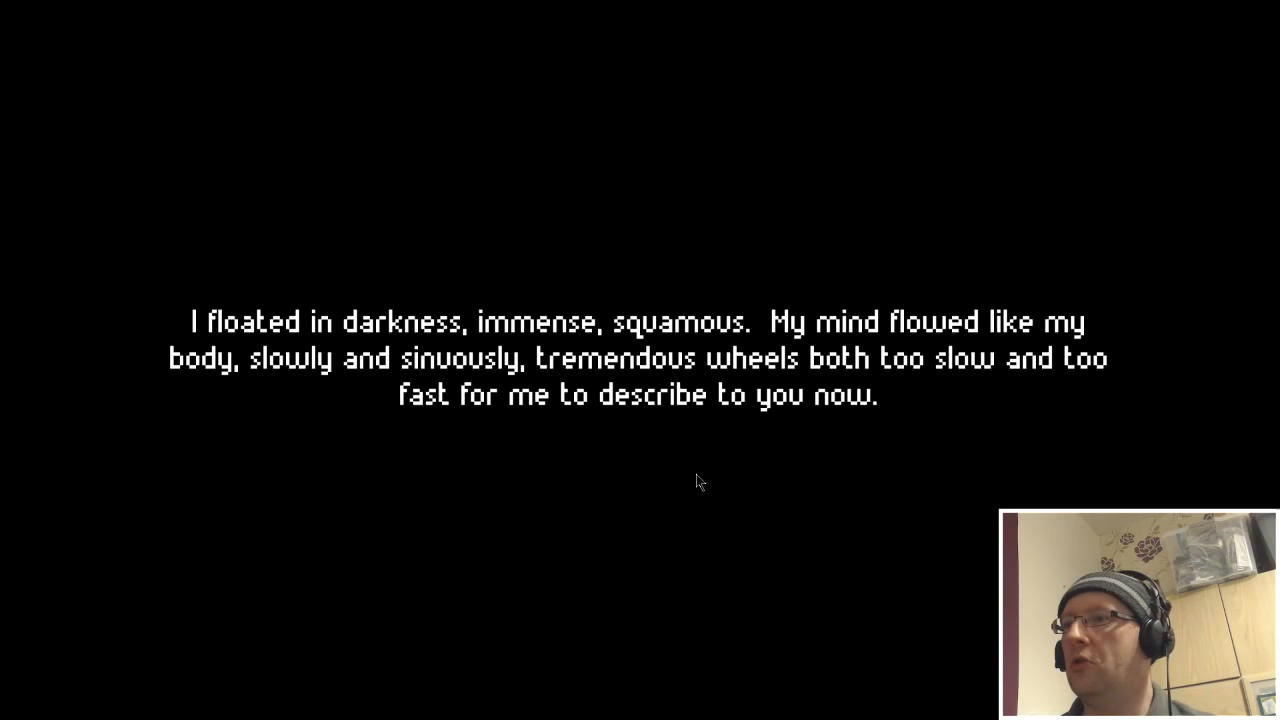 I floated in darkness, immense, squamous.  My mind flowed like my
body, slowly and sinuously, tremendous wheels both too slow and too
fast for me to describe to you now.